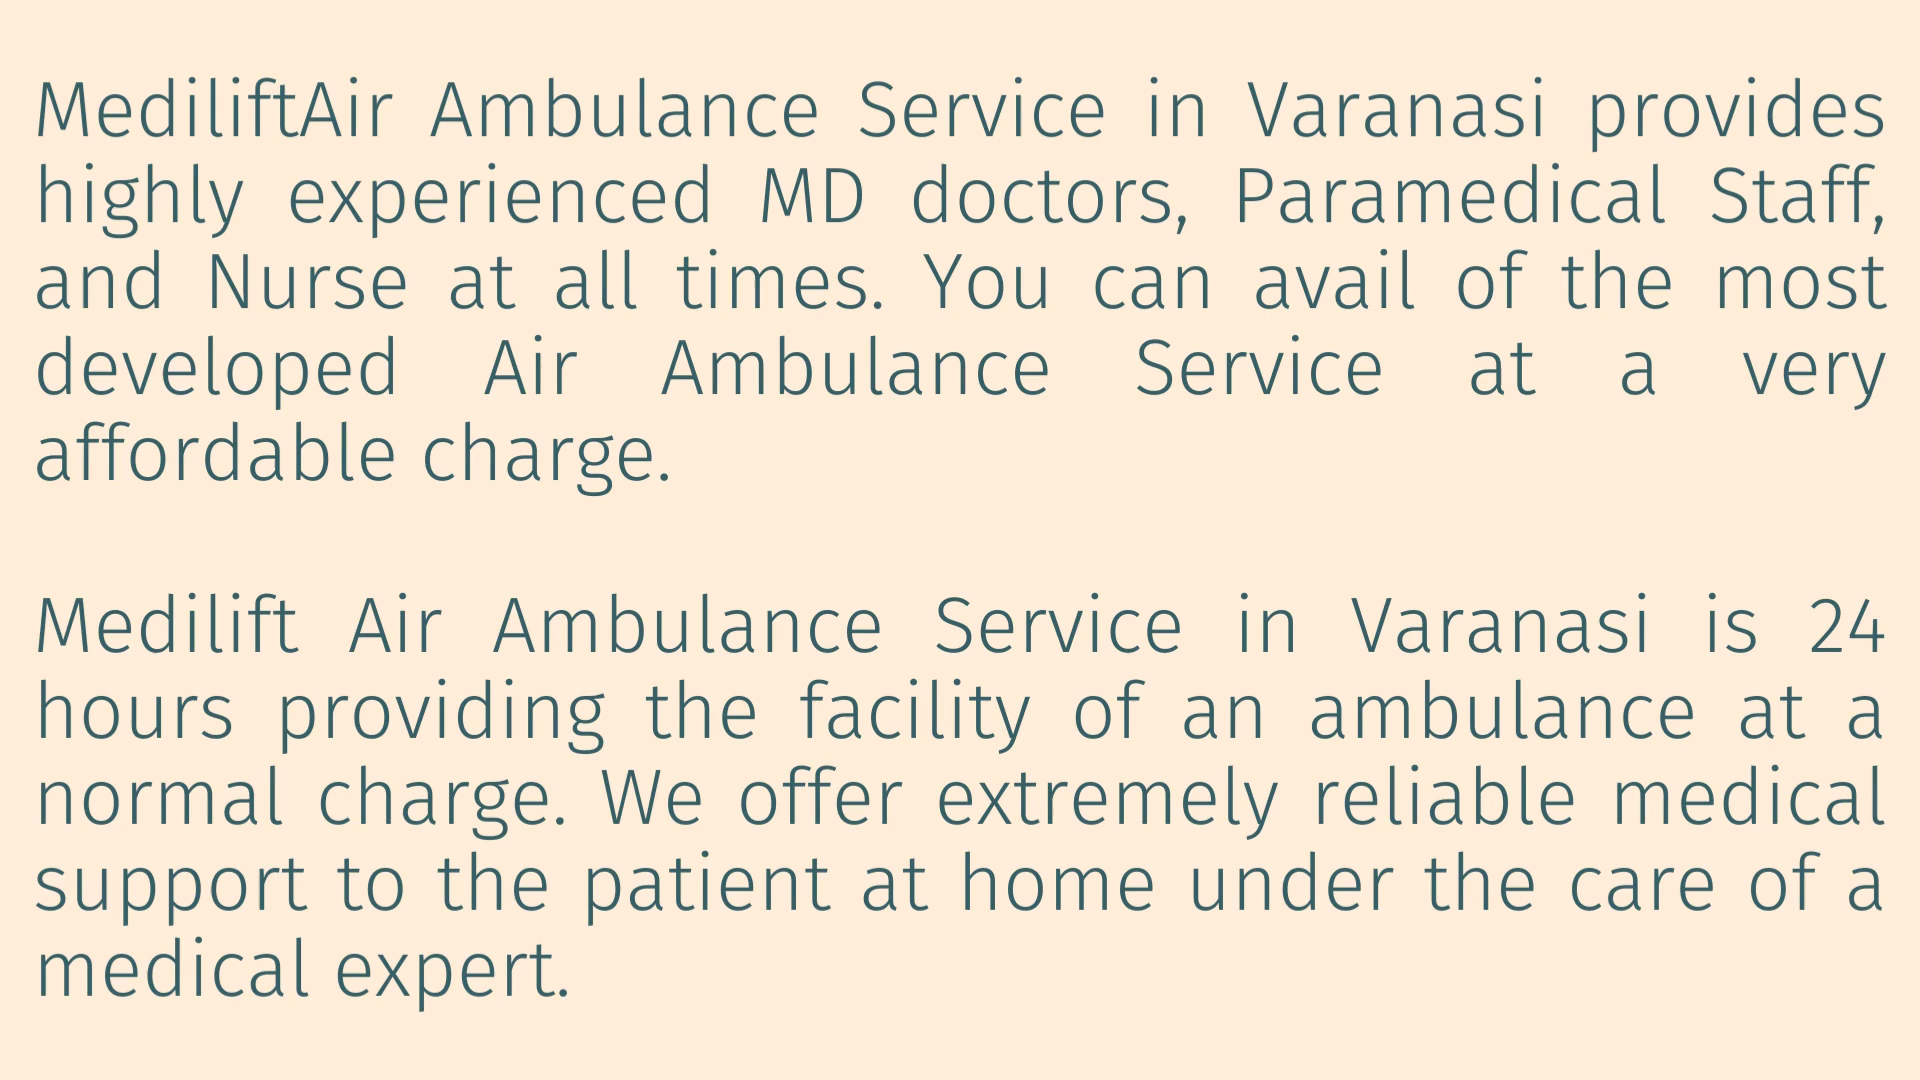 MediliftAir Ambulance Service in Varanasi provides
highly experienced MD doctors, Paramedical Staff,
and Nurse at all times. You can avail of the most
developed Air Ambulance Service at a very
affordable charge.
Medilift Air Ambulance Service in Varanasi is 24
hours providing the facility of an ambulance at a
normal charge. We offer extremely reliable medical
support to the patient at home under the care of a
medical expert.